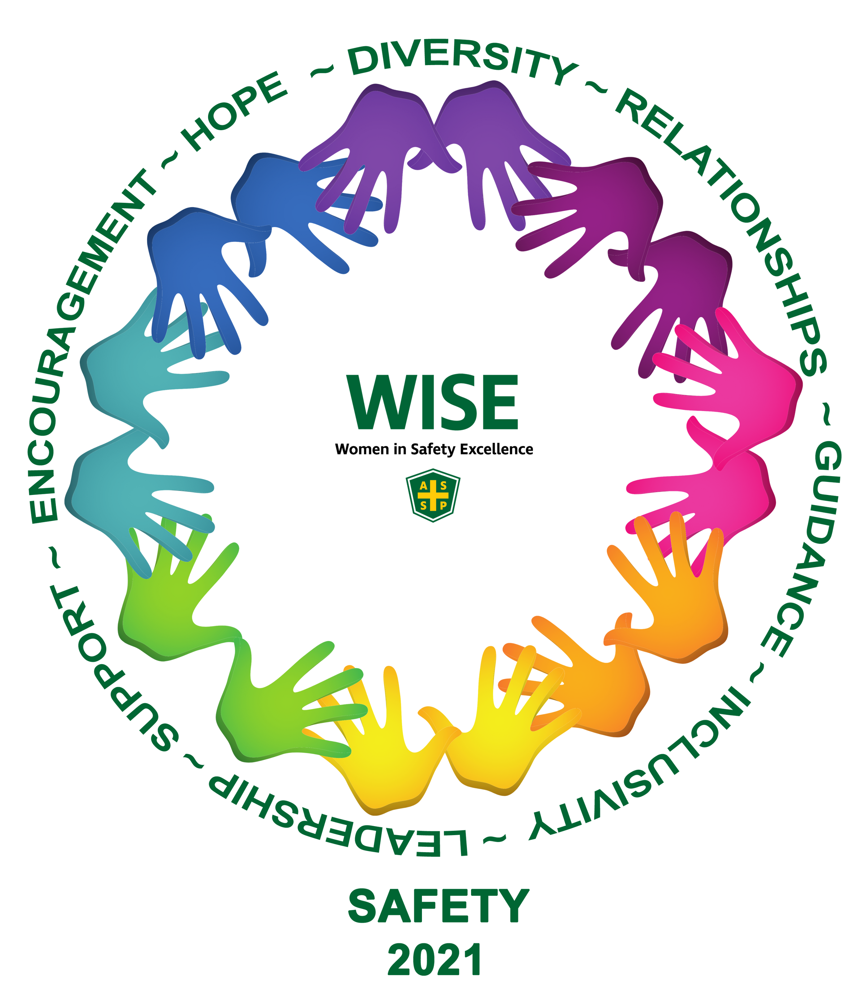 ~ DIVERSITY ~ RELATIONSHIPS ~ GUIDANCE ~ INCLUSIVITY ~ LEADERSHIP ~ SUPPORT ~ ENCOURAGEMENT ~ HOPE
WISE
Women in Safety Excellence
A S
S P
SAFETY
2021